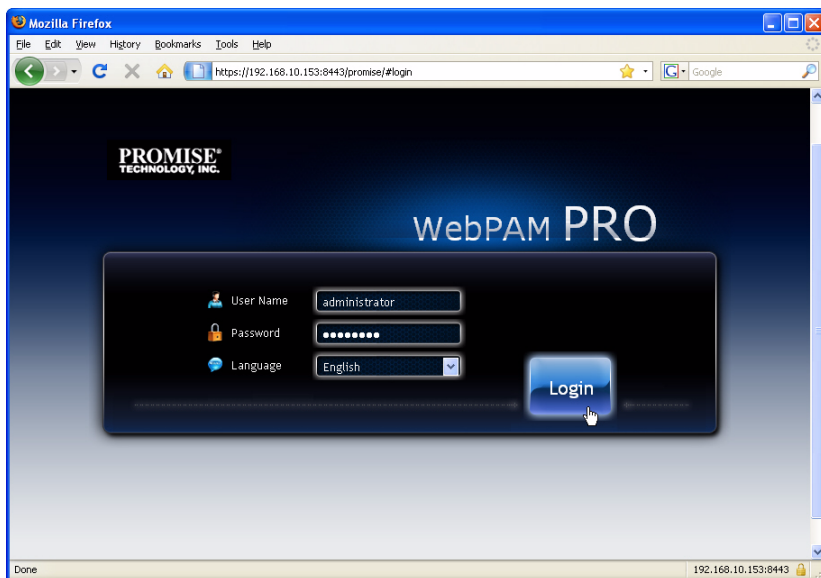 Mozilla Firefox
File Edit View History Bookmarks Tools Help
https://192.168.10.153:8443/promise/#login
Google
PROMISE®
TECHNOLOGY, INC.
WebPAM PRO
User Name administrator
Password ••••••••
Language English
Login
Done 192.168.10.153:8443